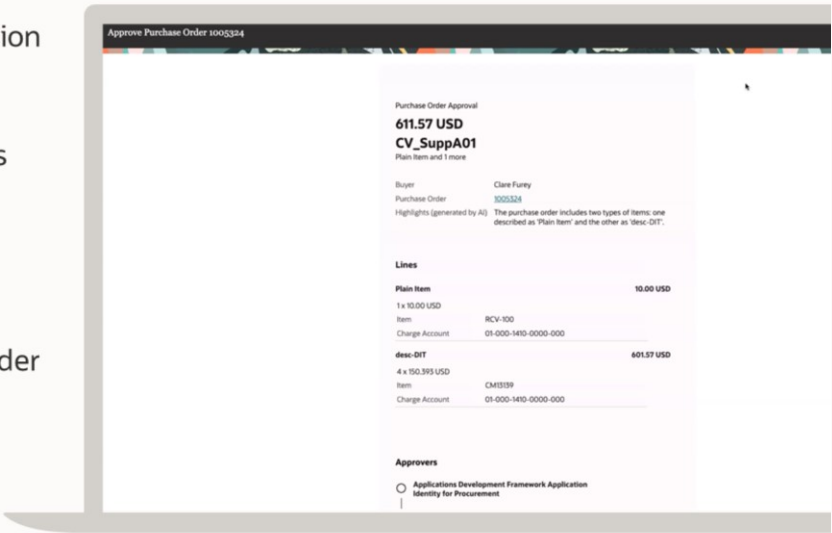 ion
s
der
Approve Purchase Order 1005324
Purchase Order Approval
611.57 USD
CV_SuppA01
Plain Item and 1 more
Buyer Clare Furey
Purchase Order 1005324
Highlights (generated by AI) The purchase order includes two types of items: one
described as 'Plain Item' and the other as 'desc-DIT'.
Lines
Plain Item 10.00 USD
1 x 10.00 USD
Item RCV-100
Charge Account 01-000-1410-0000-000
desc-DIT 601.57 USD
4 x 150.393 USD
Item CM13139
Charge Account 01-000-1410-0000-000
Approvers
Applications Development Framework Application
Identity for Procurement